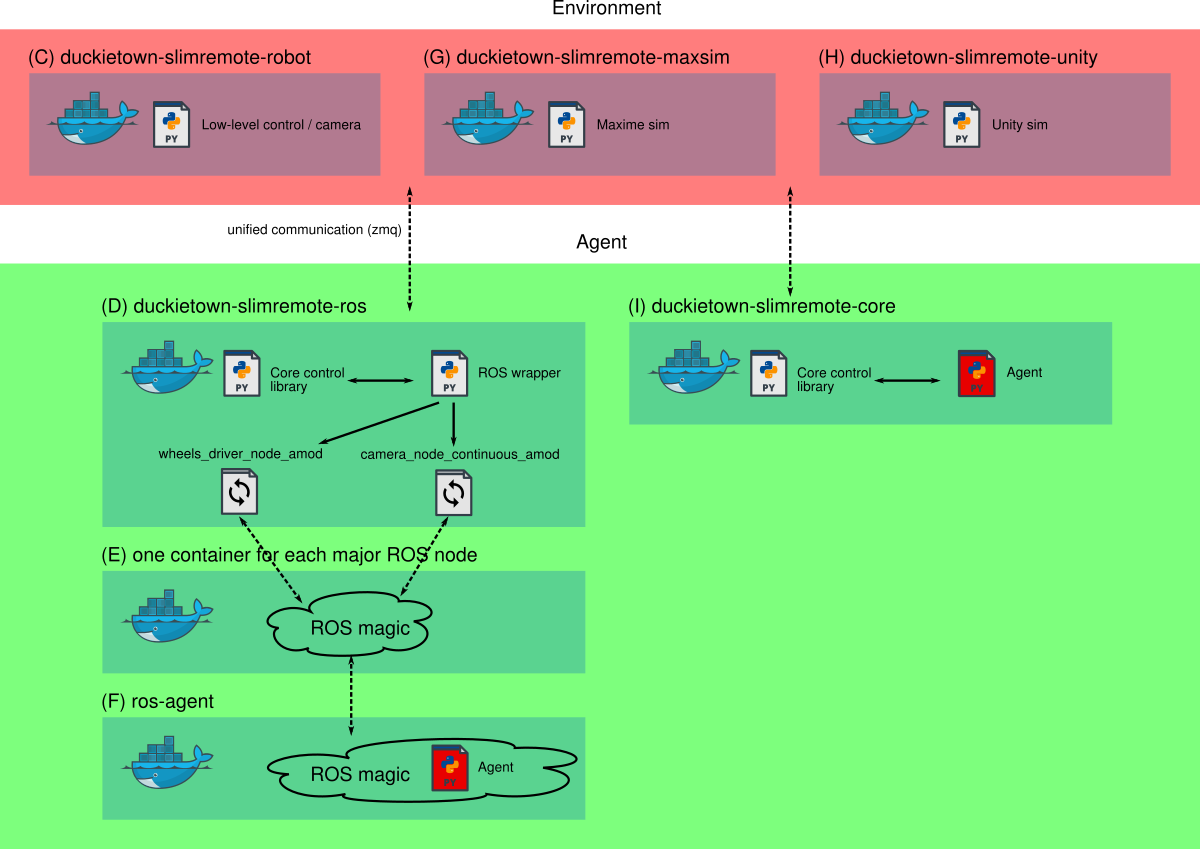 Environment
(C) duckietown-slimremote-robot
(G) duckietown-slimremote-maxsim
(H) duckietown-slimremote-unity
PY
Low-level control / camera
PY
Maxime sim
PY
Unity sim
unified communication (zmq)
Agent
(D) duckietown-slimremote-ros
(I) duckietown-slimremote-core
PY
Core control
library
PY
ROS wrapper
PY
Core control
library
PY
Agent
wheels_driver_node_amod
camera_node_continuous_amod
(E) one container for each major ROS node
ROS magic
(F) ros-agent
ROS magic
PY
Agent